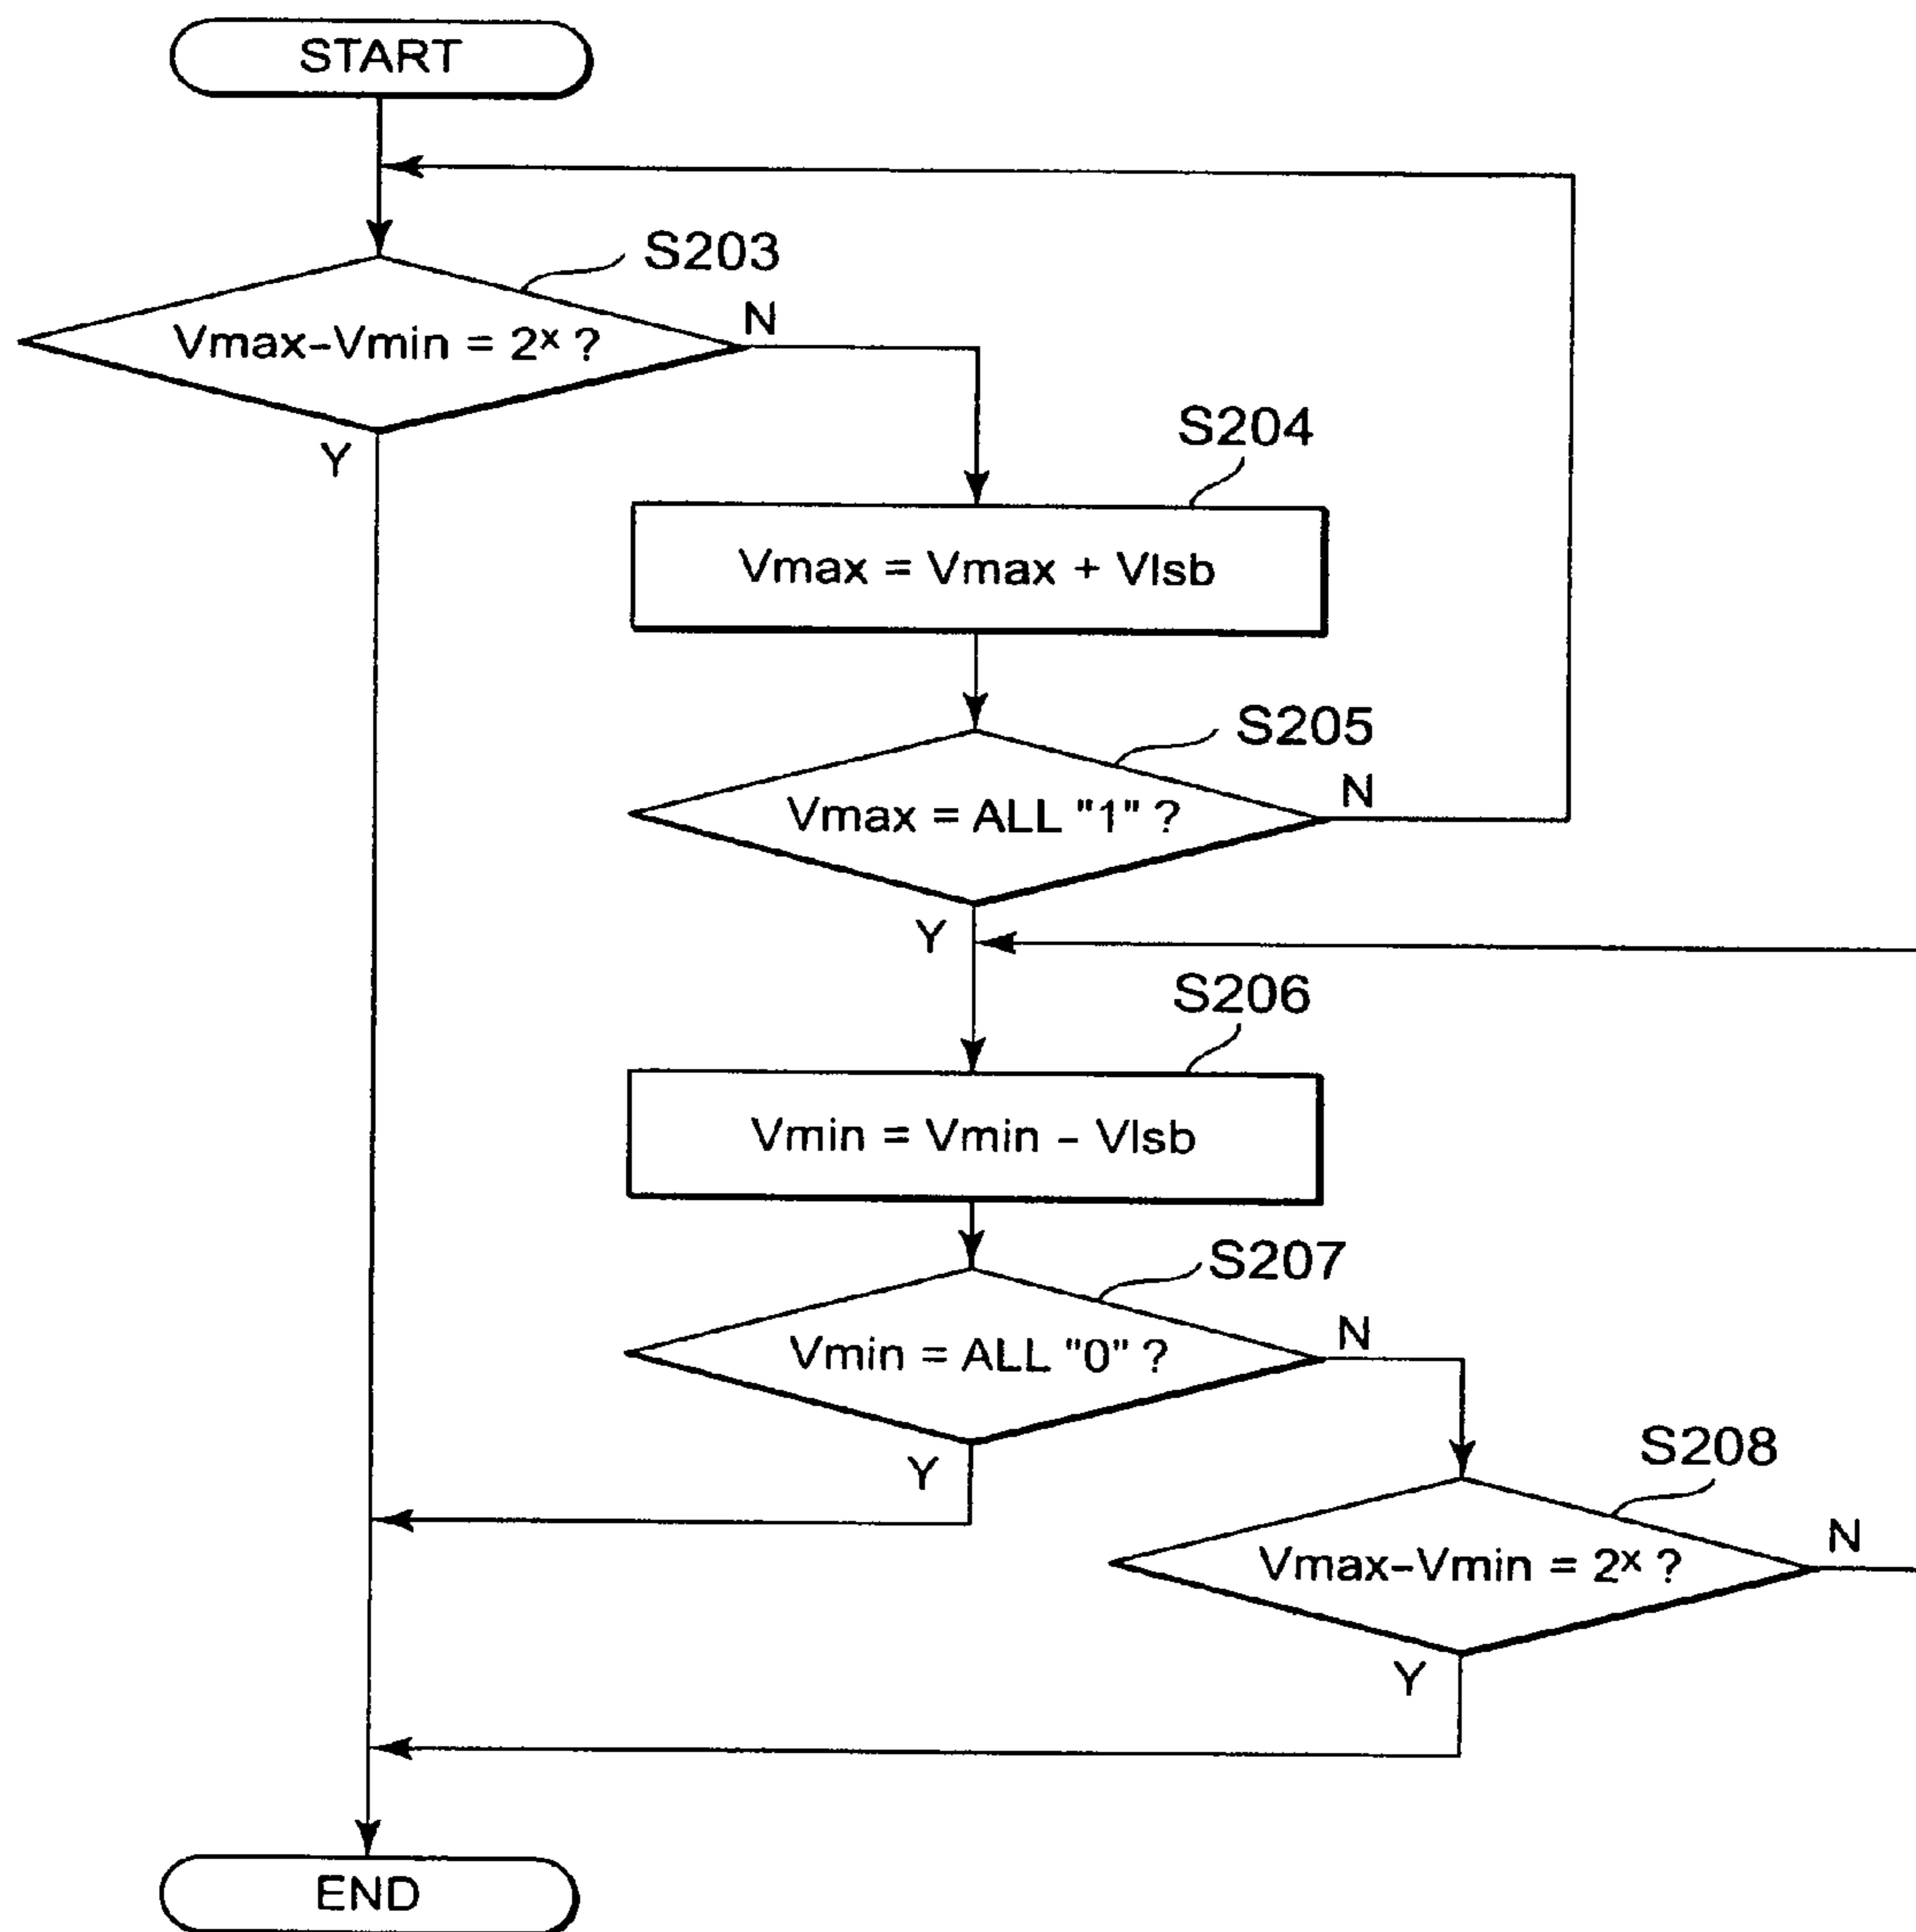 START
S203
Vmax-Vmin = 2ˣ ?
N
Y
S204
Vmax = Vmax + Vlsb
S205
Vmax = ALL "1" ?
N
Y
S206
Vmin = Vmin - Vlsb
S207
Vmin = ALL "0" ?
N
Y
S208
Vmax-Vmin = 2ˣ ?
N
Y
END